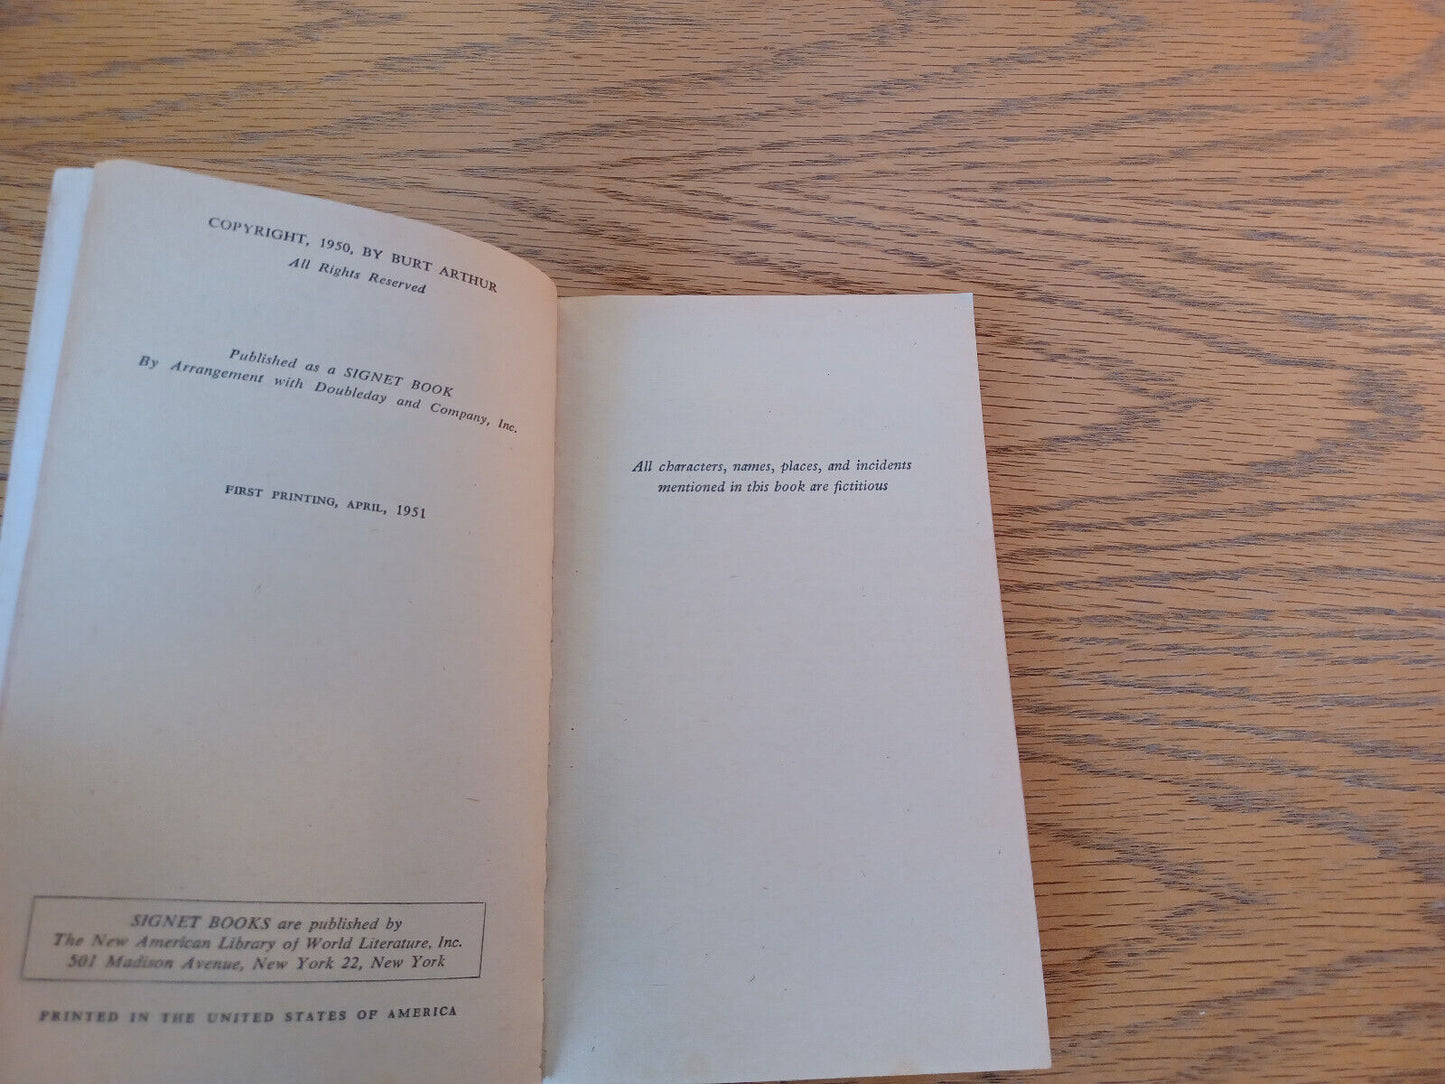 COPYRIGHT, 1950, BY BURT ARTHUR
All Rights Reserved
Published as a SIGNET BOOK
By Arrangement with Doubleday and Company, Inc.
FIRST PRINTING, APRIL, 1951
SIGNET BOOKS are published by
The New American Library of World Literature, Inc.
501 Madison Avenue, New York 22, New York
PRINTED IN THE UNITED STATES OF AMERICA
All characters, names, places, and incidents
mentioned in this book are fictitious